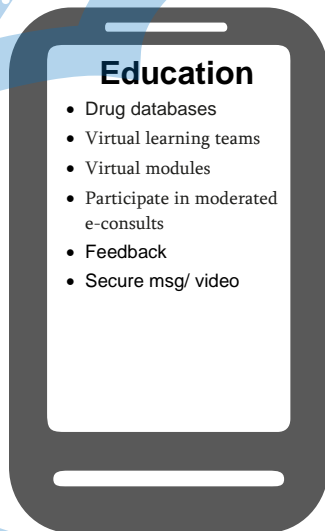 Education
• Drug databases
• Virtual learning teams
• Virtual modules
• Participate in moderated
e-consults
• Feedback
• Secure msg/ video